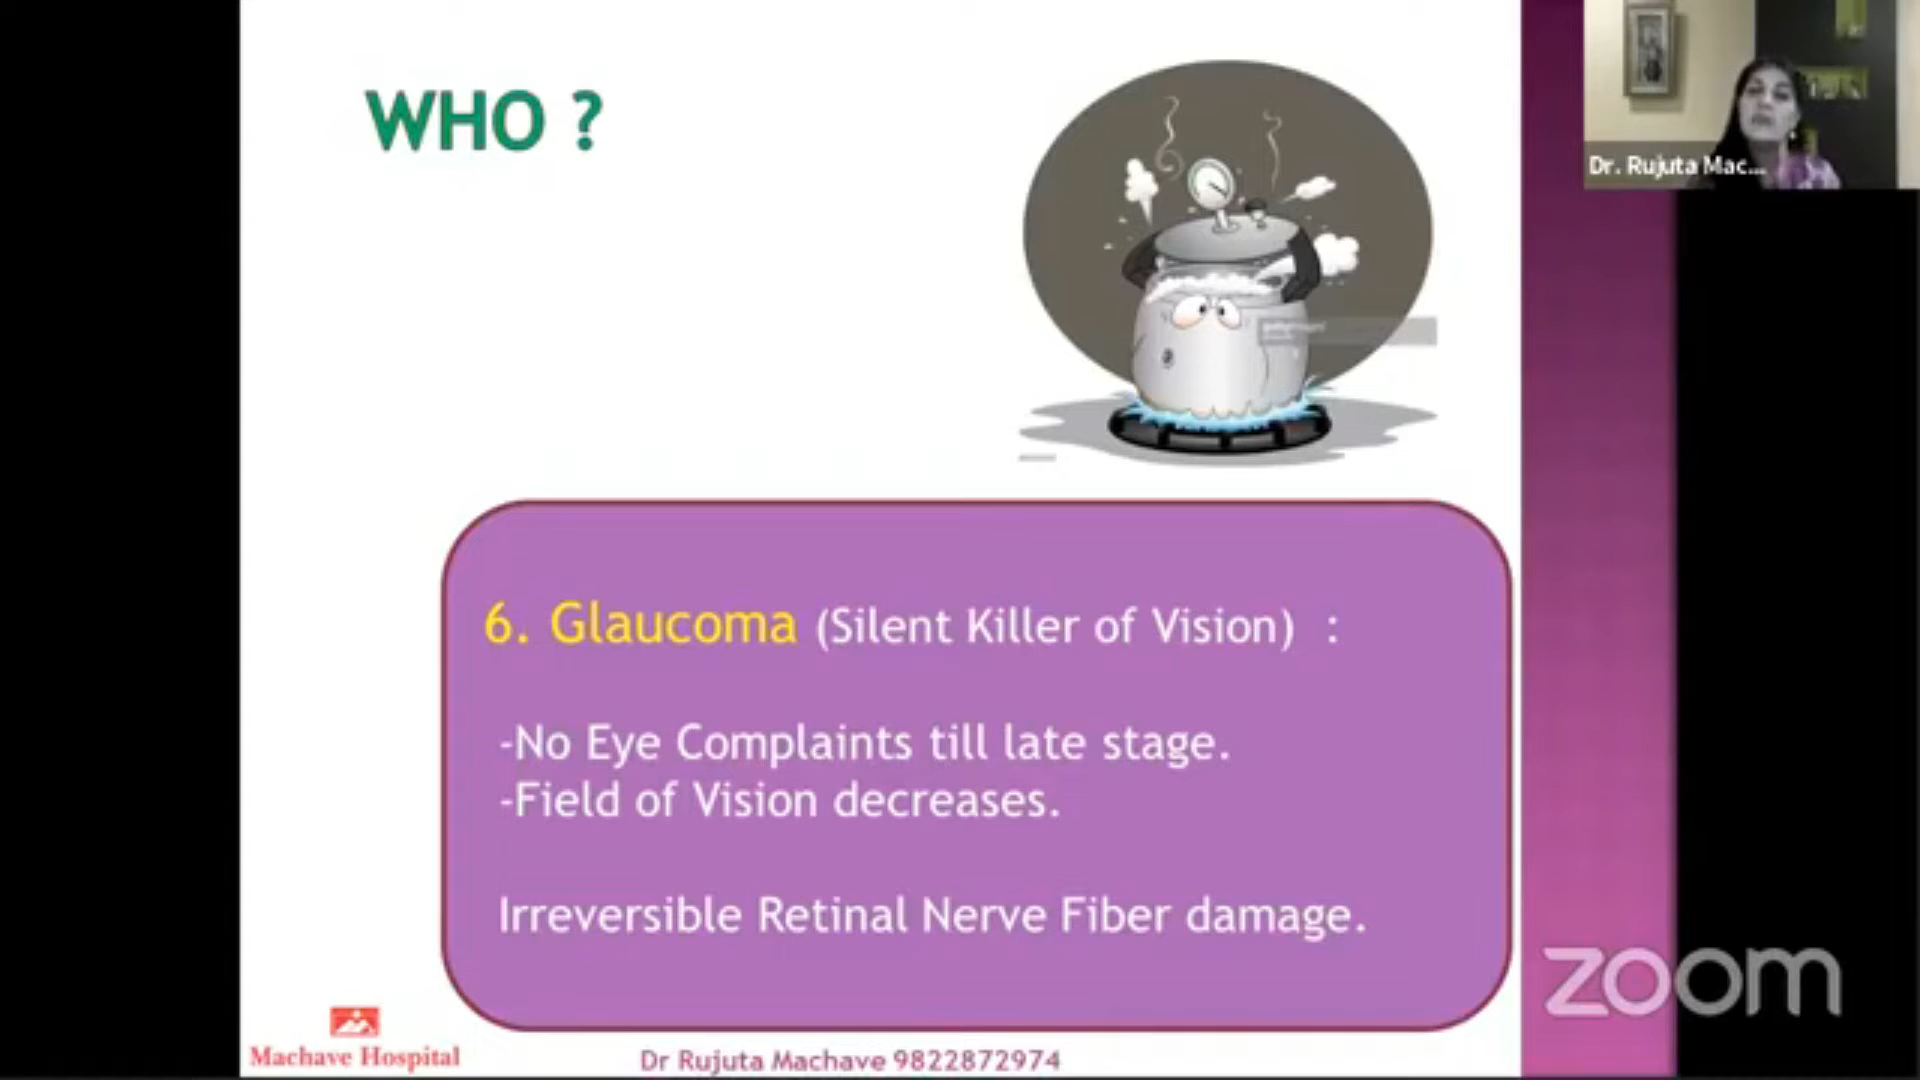 WHO ?
Dr. Rujuta Mac...
6. Glaucoma (Silent Killer of Vision) :
-No Eye Complaints till late stage.
-Field of Vision decreases.
Irreversible Retinal Nerve Fiber damage.
zoom
Machave Hospital
Dr Rujuta Machave 9822872974